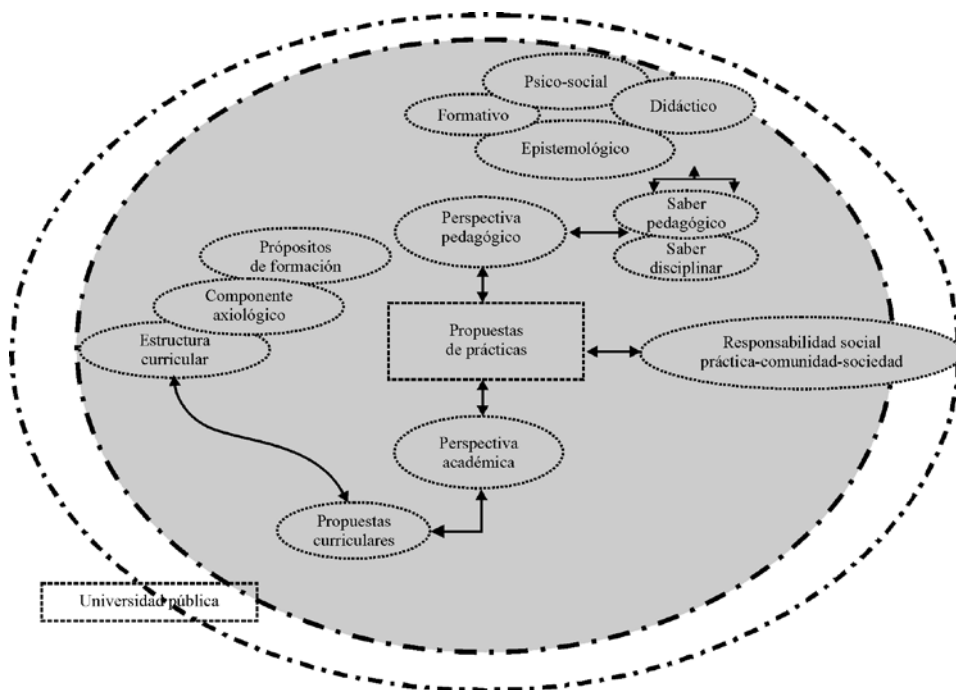 Psico-social
Formativo
Didáctico
Epistemológico
Saber
pedagógico
Saber
disciplinar
Perspectiva
pedagógico
Própositos
de formación
Componente
axiológico
Estructura
curricular
Propuestas
de prácticas
Responsabilidad social
práctica-comunidad-sociedad
Perspectiva
académica
Propuestas
curriculares
Universidad pública